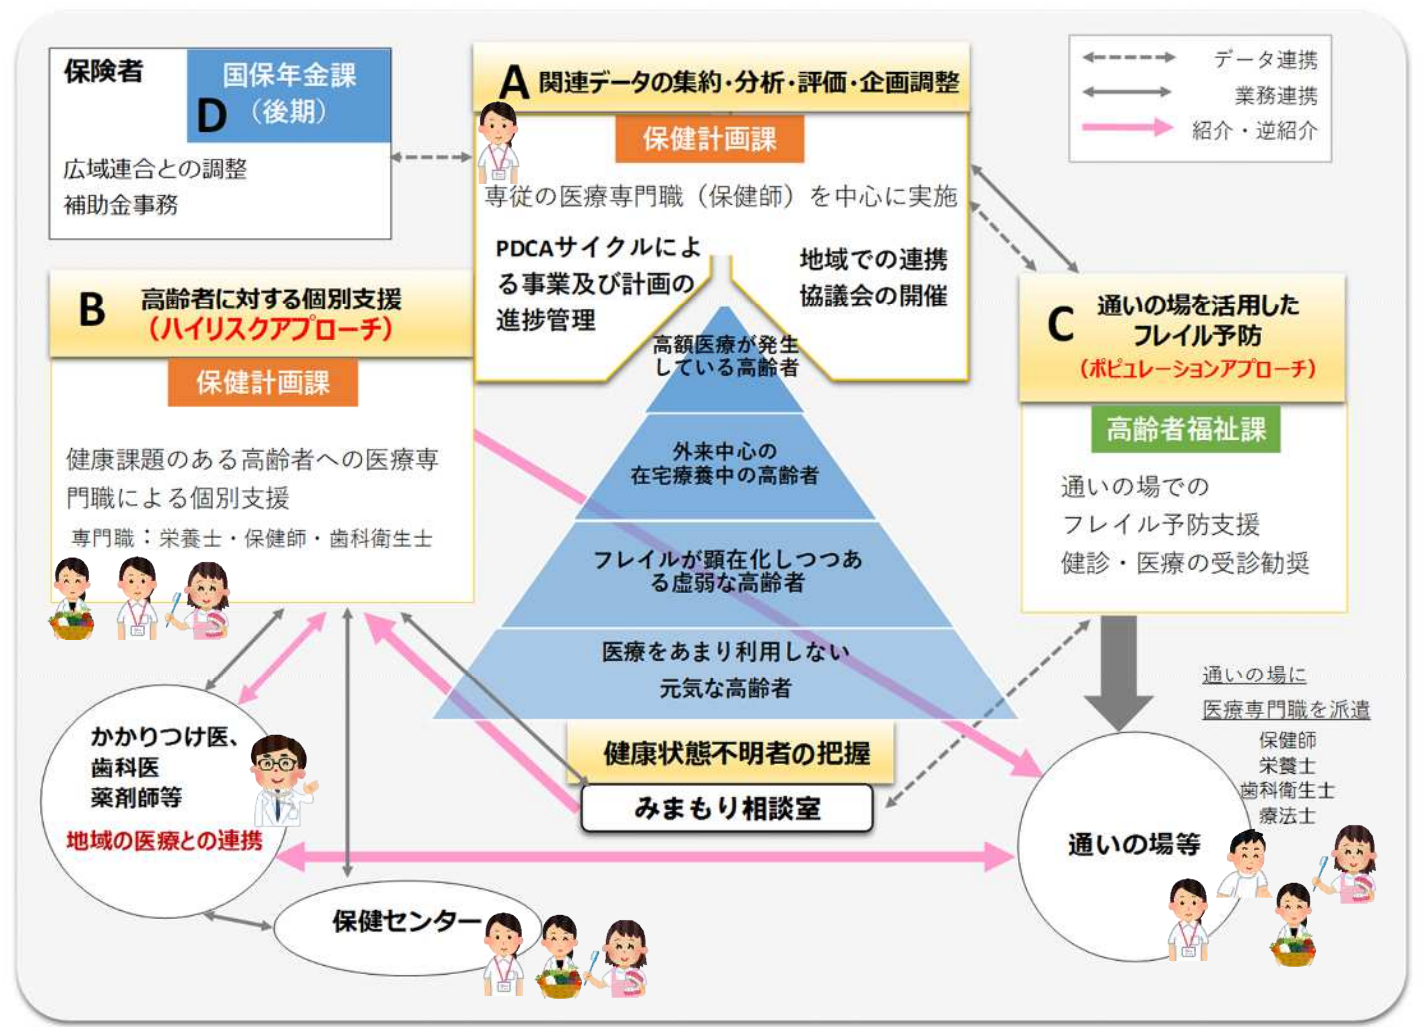 保険者
国保年金課
D （後期）
広域連合との調整
補助金事務
A 関連データの集約・分析・評価・企画調整
保健計画課
専従の医療専門職（保健師）を中心に実施
PDCAサイクルによ
る事業及び計画の
進捗管理
地域での連携
協議会の開催
データ連携
業務連携
紹介・逆紹介
B 高齢者に対する個別支援
（ハイリスクアプローチ）
保健計画課
健康課題のある高齢者への医療専
門職による個別支援
専門職：栄養士・保健師・歯科衛生士
C 通いの場を活用した
フレイル予防
（ポピュレーションアプローチ）
高齢者福祉課
通いの場での
フレイル予防支援
健診・医療の受診勧奨
高額医療が発生
している高齢者
外来中心の
在宅療養中の高齢者
フレイルが顕在化しつつあ
る虚弱な高齢者
医療をあまり利用しない
元気な高齢者
健康状態不明者の把握
みまもり相談室
かかりつけ医、
歯科医
薬剤師等
地域の医療との連携
保健センター
通いの場に
医療専門職を派遣
保健師
栄養士
歯科衛生士
療法士
通いの場等